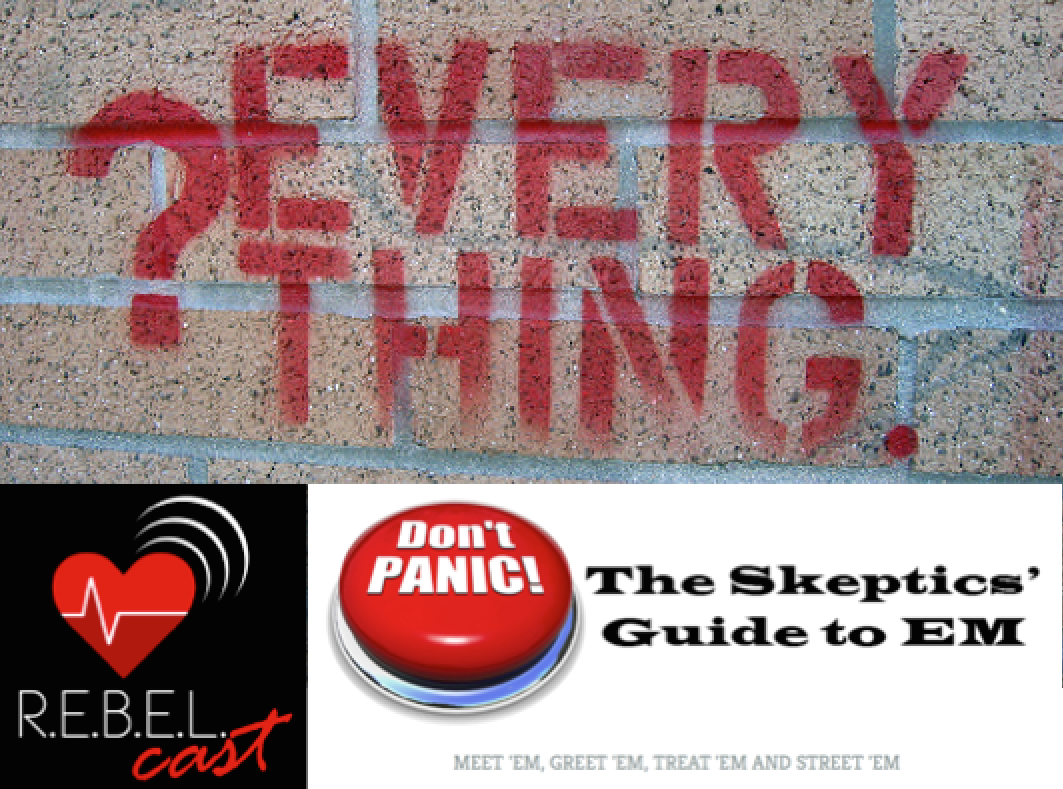 ?EVERY
THING.
Don't
PANIC!
The Skeptics'
Guide to EM
R.E.B.E.L.
cast
MEET 'EM, GREET 'EM, TREAT 'EM AND STREET 'EM